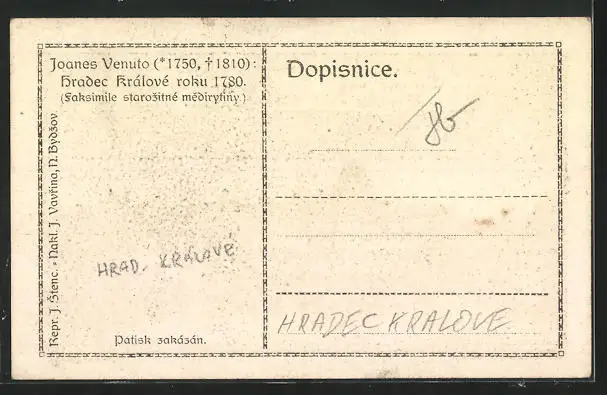 Joanes Venuto (*1750, †1810):
Hradec Králové roku 1780.
(Faksimile starožitné mědirytiny)
Repr. J. Štenc. - Nakl. J. Vavřina, N. Bydžov.
HRAD. KRÁLOVÉ
Patisk zakásán.
Dopisnice.
HRADEC KRALOVE